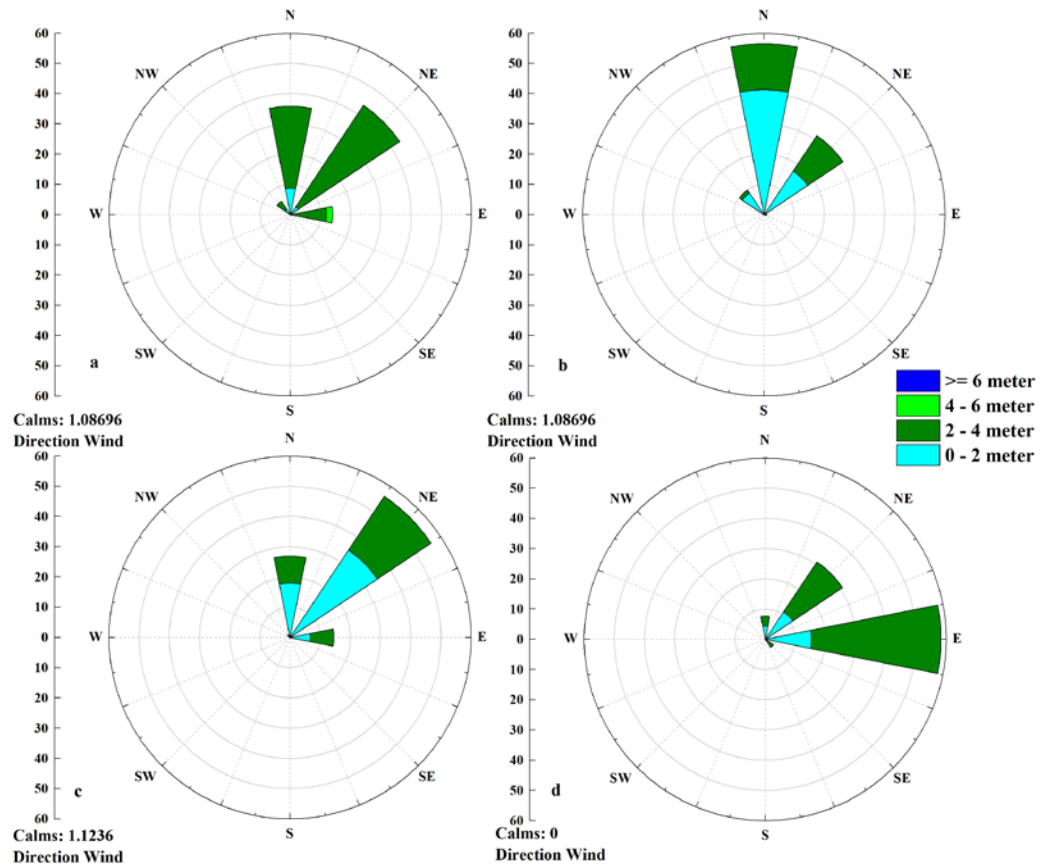 N
NE
E
SE
S
SW
W
NW
60
50
40
30
20
10
0
10
20
30
40
50
60
a
Calms: 1.08696
Direction Wind
N
NE
E
SE
S
SW
W
NW
60
50
40
30
20
10
0
10
20
30
40
50
60
b
Calms: 1.08696
Direction Wind
>= 6 meter
4 - 6 meter
2 - 4 meter
0 - 2 meter
N
NE
E
SE
S
SW
W
NW
60
50
40
30
20
10
0
10
20
30
40
50
60
c
Calms: 1.1236
Direction Wind
N
NE
E
SE
S
SW
W
NW
60
50
40
30
20
10
0
10
20
30
40
50
60
d
Calms: 0
Direction Wind